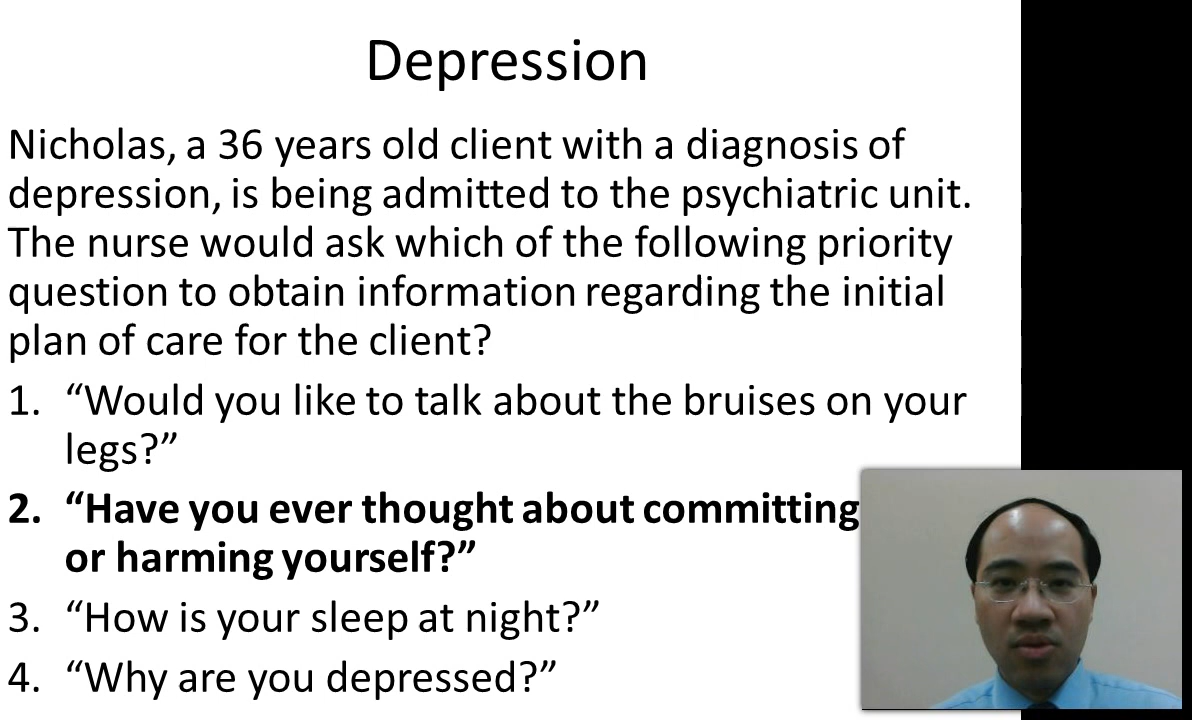 Depression
Nicholas, a 36 years old client with a diagnosis of
depression, is being admitted to the psychiatric unit.
The nurse would ask which of the following priority
question to obtain information regarding the initial
plan of care for the client?
1. “Would you like to talk about the bruises on your
legs?”
2. “Have you ever thought about committing
or harming yourself?”
3. “How is your sleep at night?”
4. “Why are you depressed?”